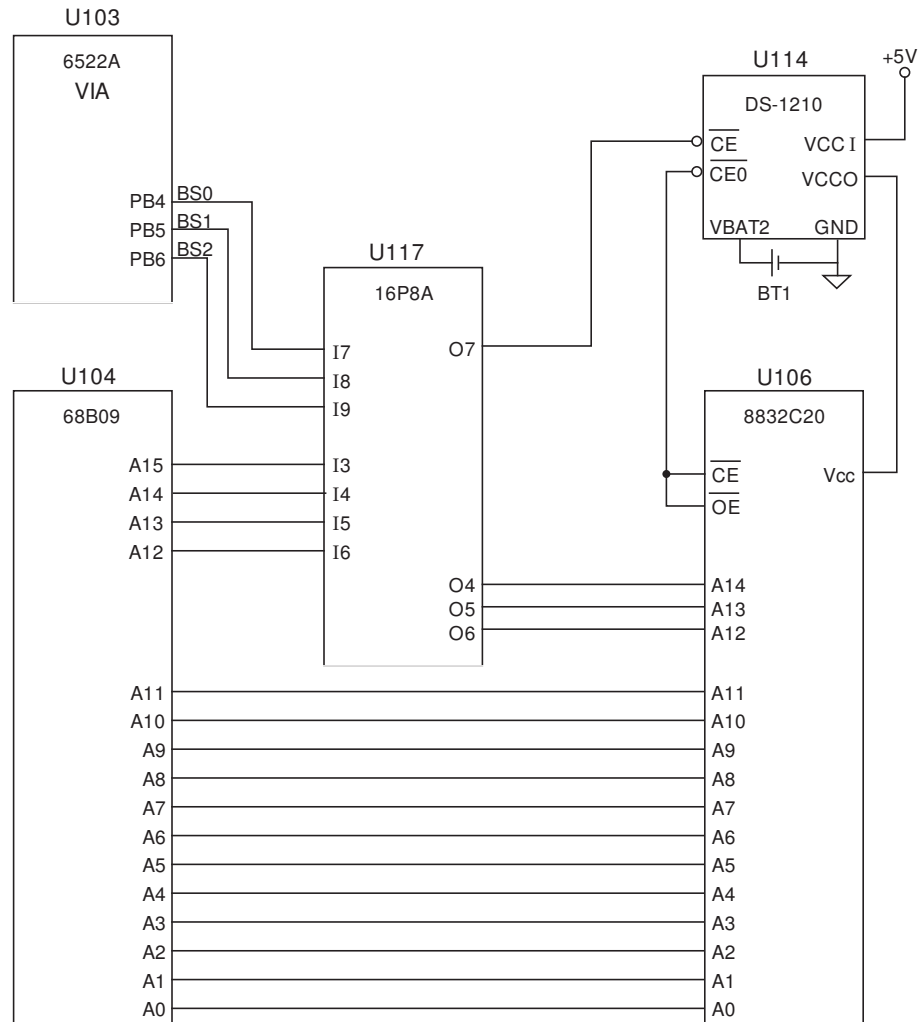 U103
6522A
VIA
PB4 BS0
PB5 BS1
PB6 BS2
U114
DS-1210
+5V
CE
CE0
VCC I
VCCO
VBAT2
GND
BT1
U117
16P8A
I7
I8
I9
I3
I4
I5
I6
O7
O4
O5
O6
U104
68B09
A15
A14
A13
A12
A11
A10
A9
A8
A7
A6
A5
A4
A3
A2
A1
A0
U106
8832C20
CE
OE
Vcc
A14
A13
A12
A11
A10
A9
A8
A7
A6
A5
A4
A3
A2
A1
A0